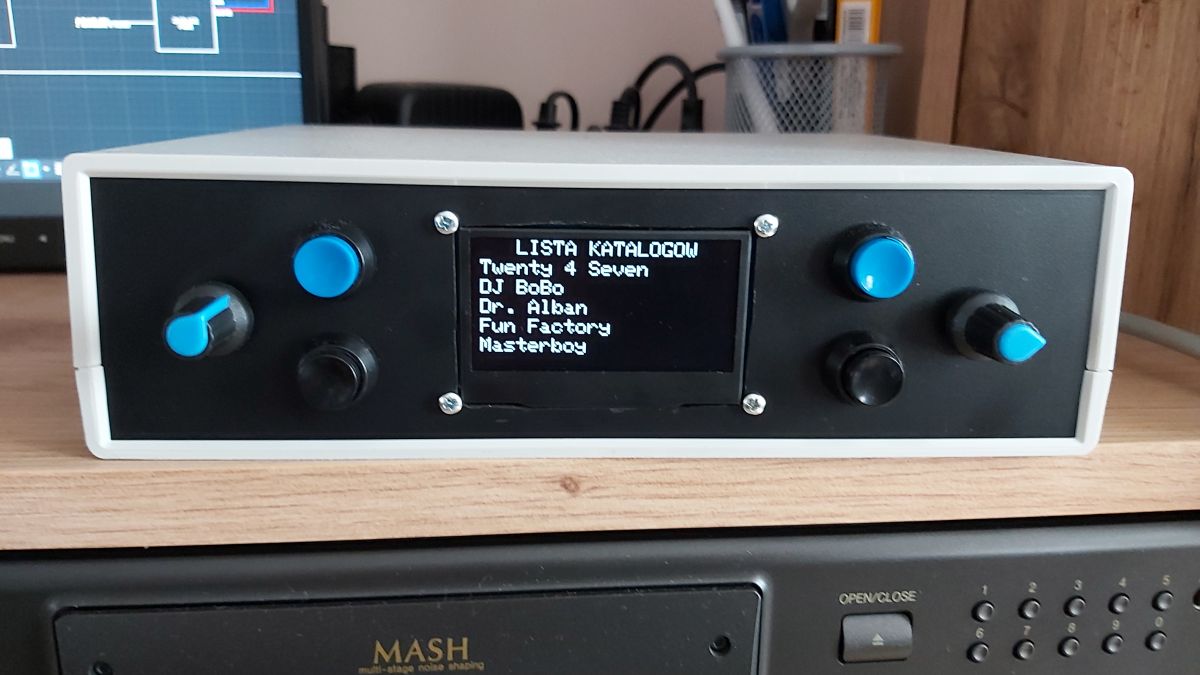 LISTA KATALOGOW
Twenty 4 Seven
DJ BoBo
Dr. Alban
Fun Factory
Masterboy
OPEN/CLOSE
1 2 3 4 5
6 7 8 9 0
MASH
multi-stage noise shaping